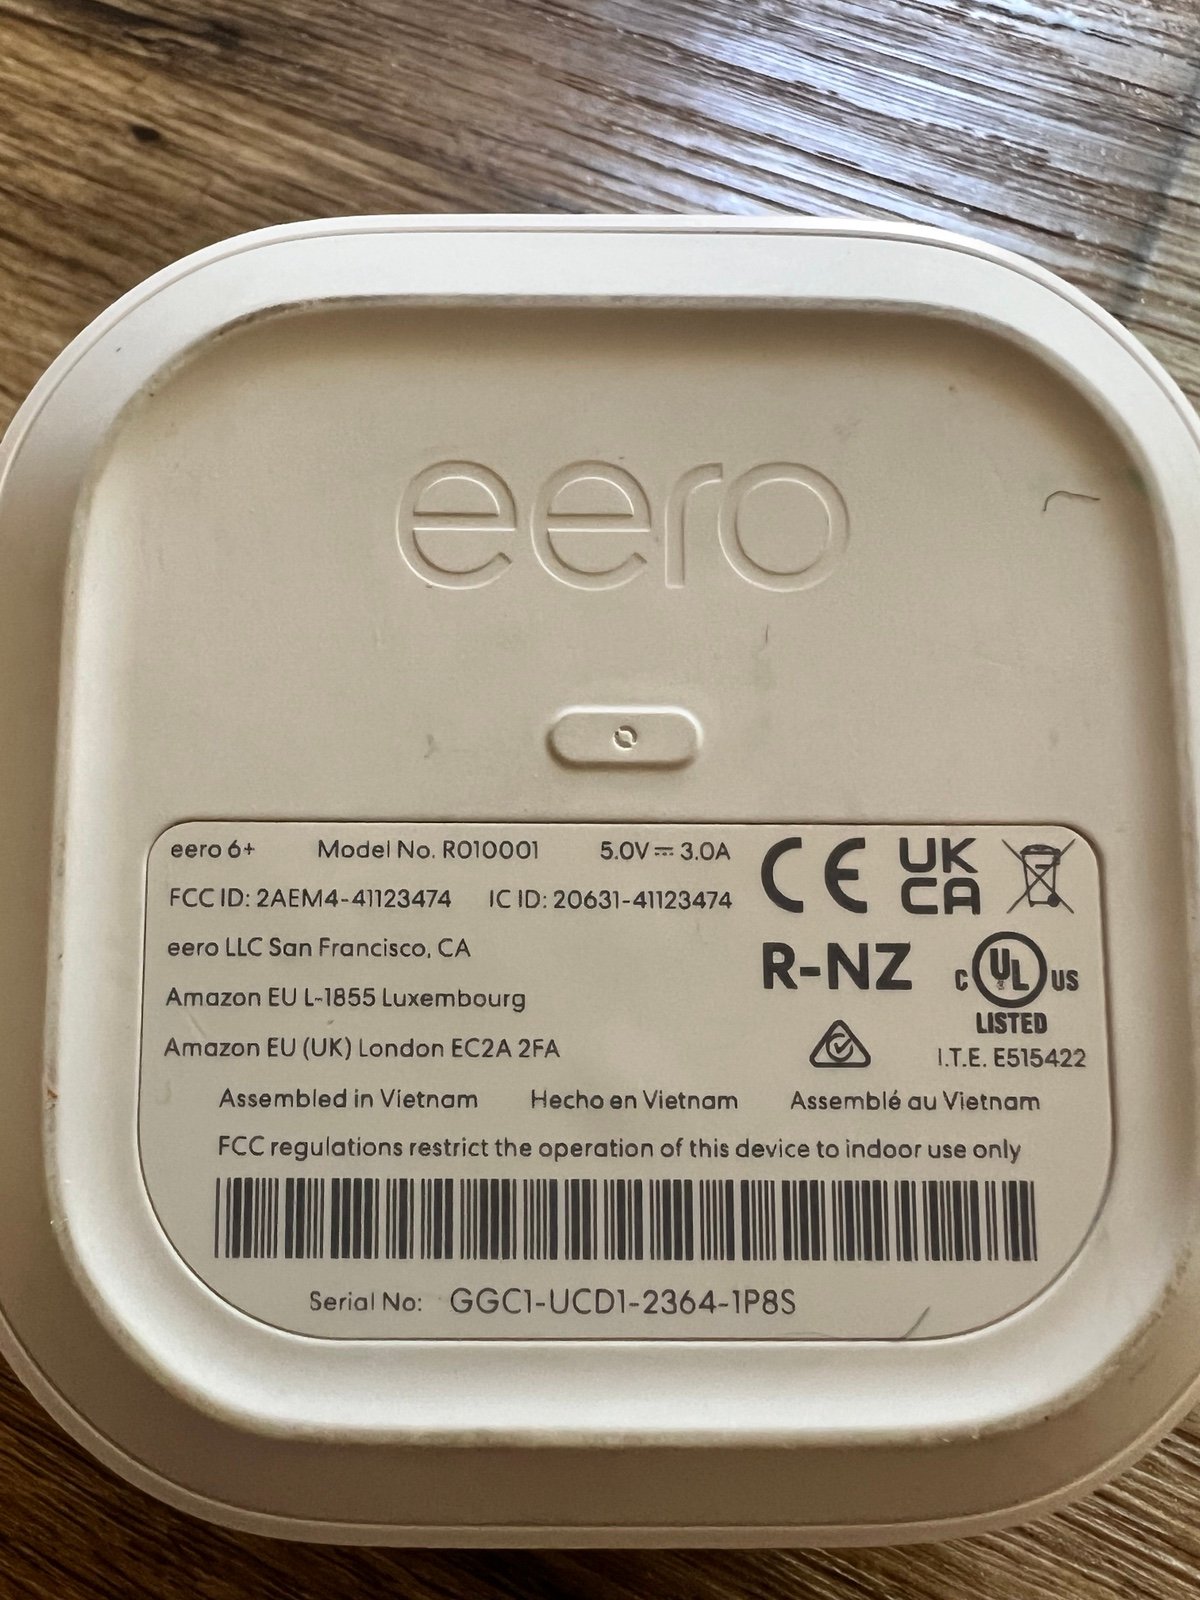 eero
eero 6+ Model No. R010001 5.0V⎓3.0A
FCC ID: 2AEM4-41123474 IC ID: 20631-41123474
eero LLC San Francisco, CA
Amazon EU L-1855 Luxembourg
Amazon EU (UK) London EC2A 2FA
CE UK CA
R-NZ C UL US
LISTED
I.T.E. E515422
Assembled in Vietnam Hecho en Vietnam Assemblé au Vietnam
FCC regulations restrict the operation of this device to indoor use only
Serial No: GGC1-UCD1-2364-1P8S